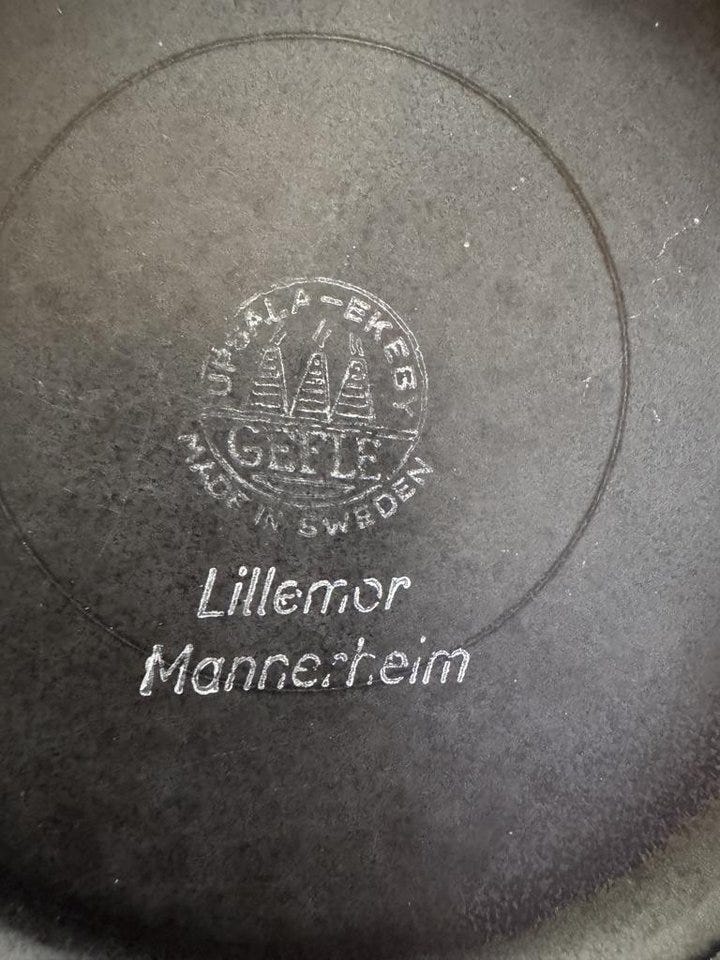 UPSALA-EKEBY
GEFLE
MADE IN SWEDEN
Lillemor
Mannerheim